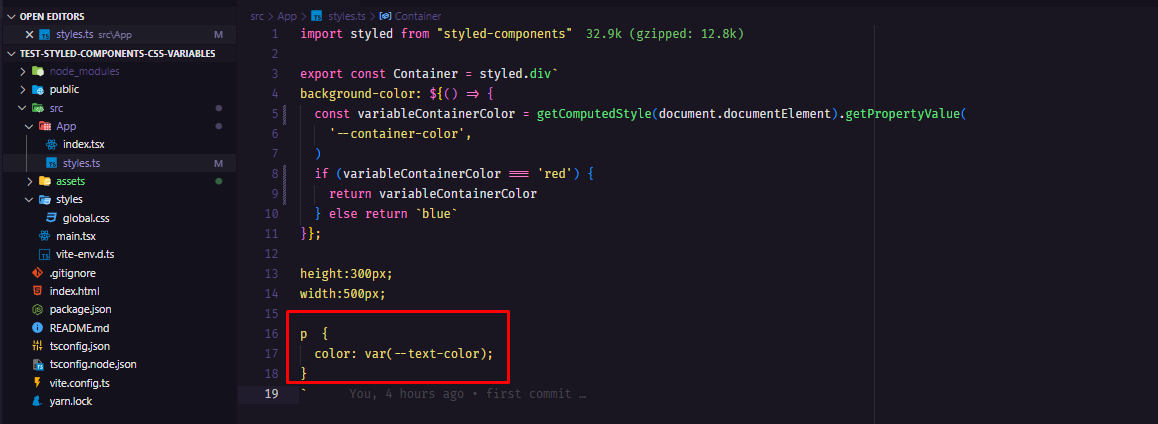 OPEN EDITORS
styles.ts src\App M
TEST-STYLED-COMPONENTS-CSS-VARIABLES
node_modules
public
src
App
index.tsx
styles.ts M
assets
styles
global.css
main.tsx
vite-env.d.ts
.gitignore
index.html
package.json
README.md
tsconfig.json
tsconfig.node.json
vite.config.ts
yarn.lock
src > App > styles.ts > Container
1 import styled from "styled-components" 32.9k (gzipped: 12.8k)
2
3 export const Container = styled.div`
4 background-color: ${() => {
5 const variableContainerColor = getComputedStyle(document.documentElement).getPropertyValue(
6 '--container-color',
7 )
8 if (variableContainerColor === 'red') {
9 return variableContainerColor
10 } else return `blue`
11 }};
12
13 height:300px;
14 width:500px;
15
16 p {
17 color: var(--text-color);
18 }
19 ` You, 4 hours ago • first commit …